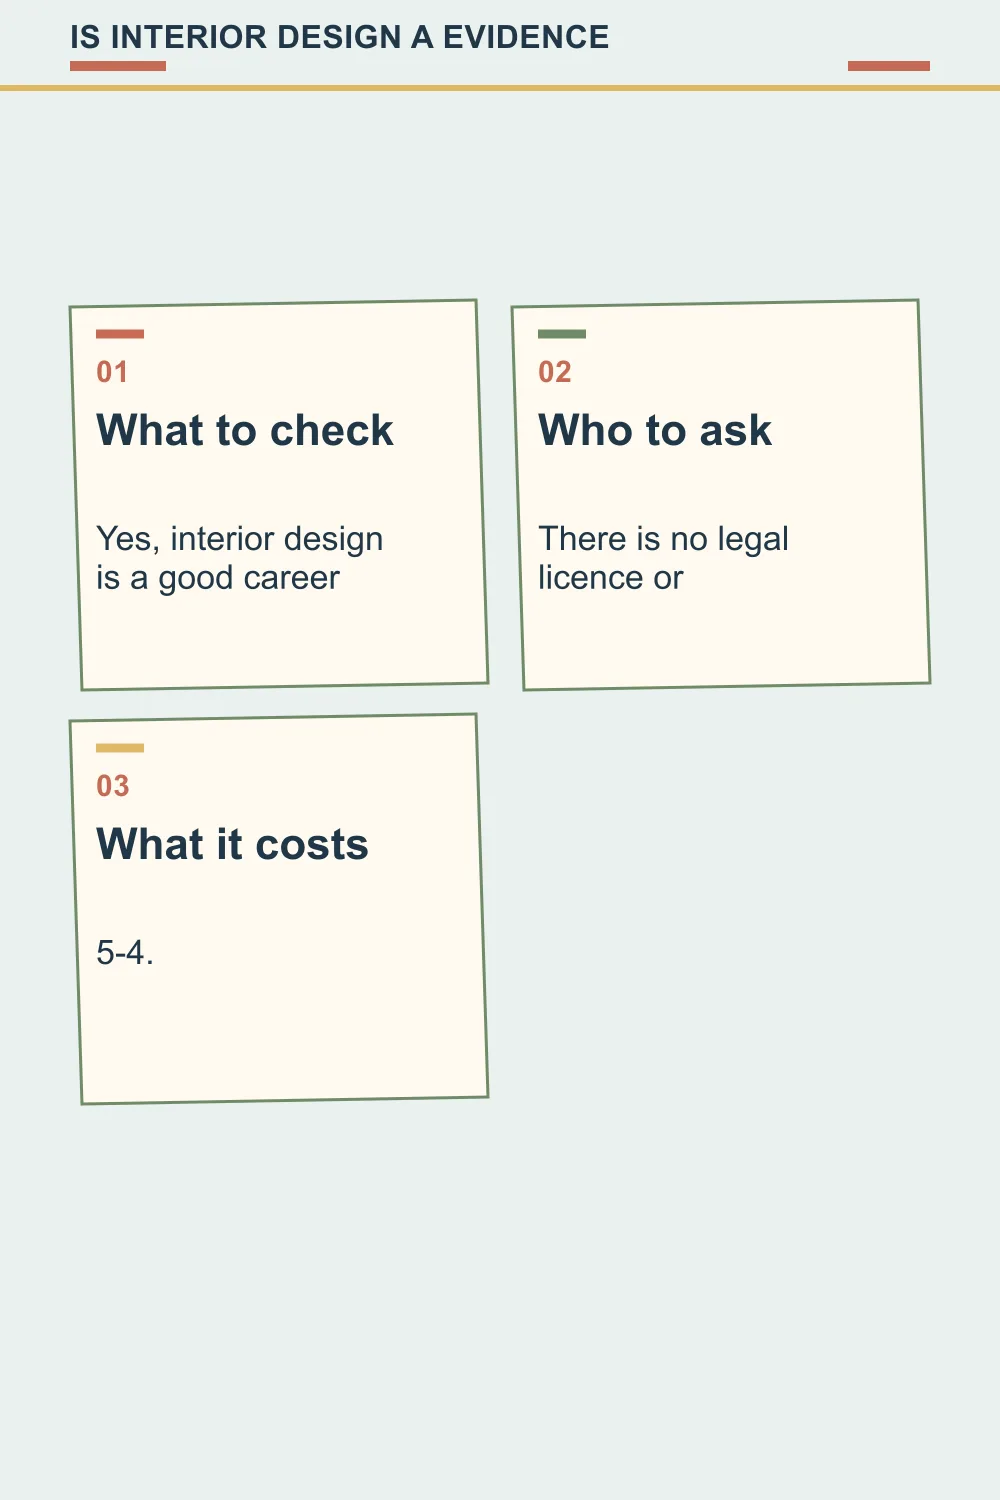 IS INTERIOR DESIGN A EVIDENCE
01
What to check
Yes, interior design
is a good career
02
Who to ask
There is no legal
licence or
03
What it costs
5-4.